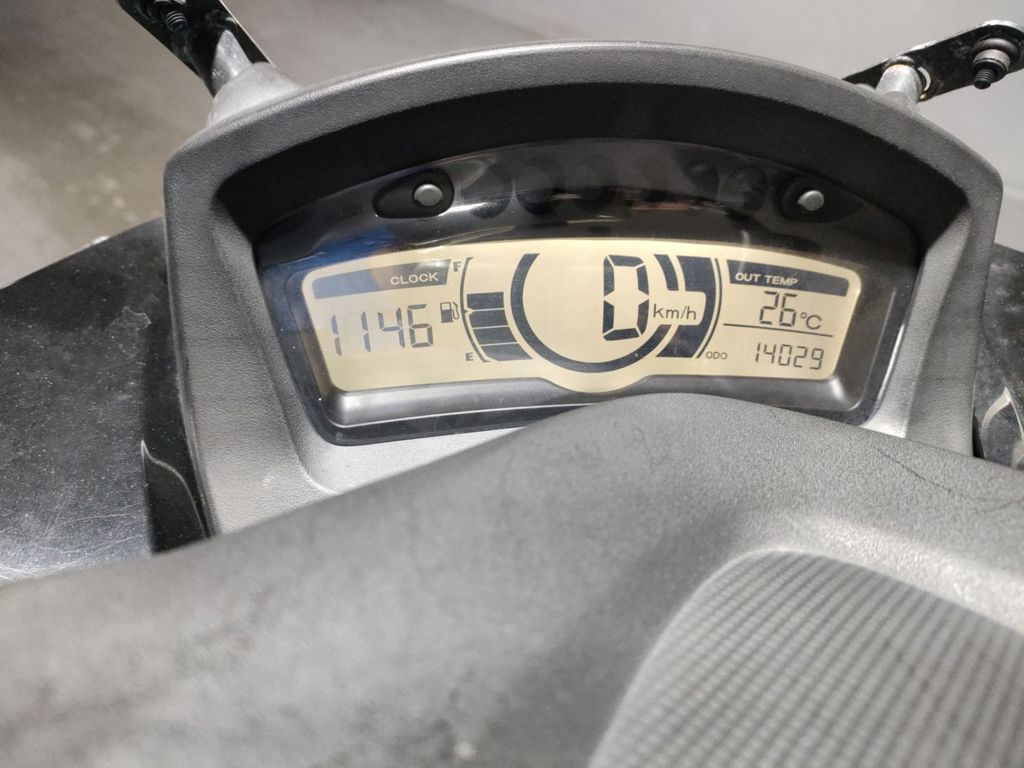 CLOCK
1146
F
E
0 km/h
OUT TEMP
26 °C
ODO 14029